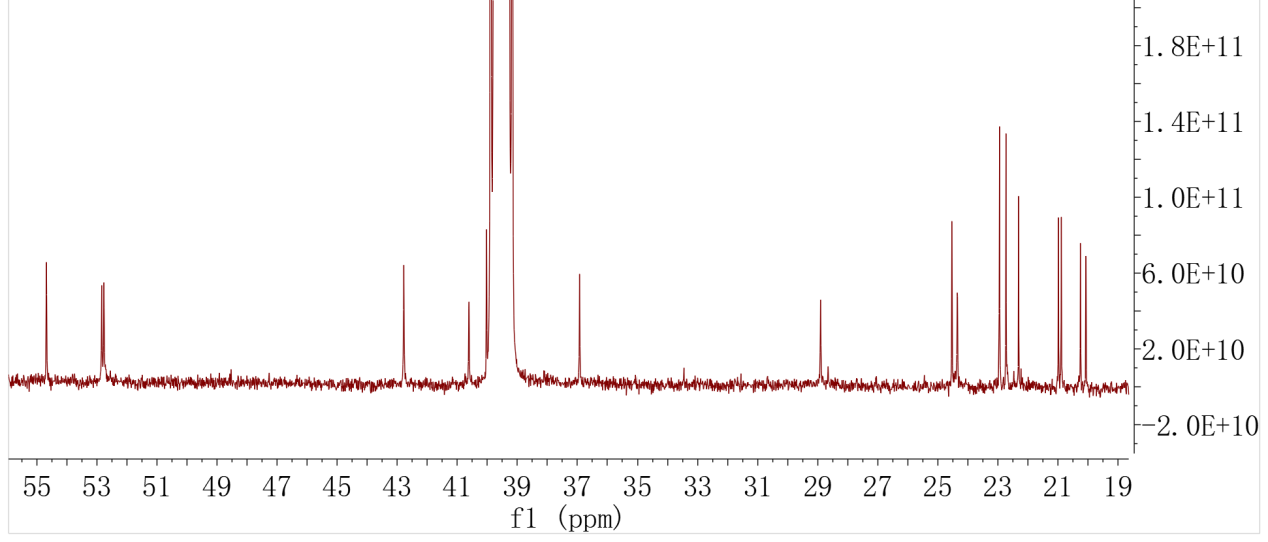 1.8E+11
1.4E+11
1.0E+11
6.0E+10
2.0E+10
-2.0E+10
55 53 51 49 47 45 43 41 39 37 35 33 31 29 27 25 23 21 19
f1 (ppm)